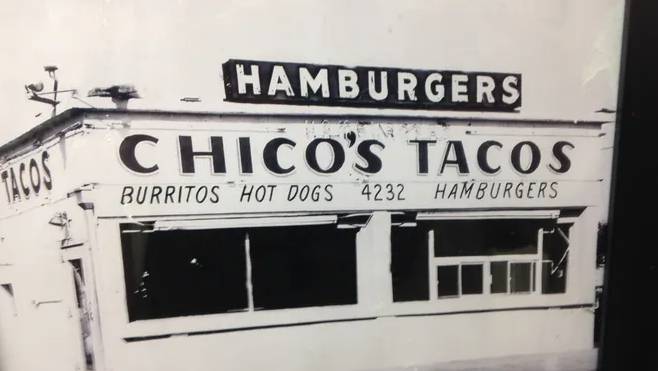 HAMBURGERS
CHICO'S TACOS
TACOS
BURRITOS HOT DOGS 4232 HAMBURGERS